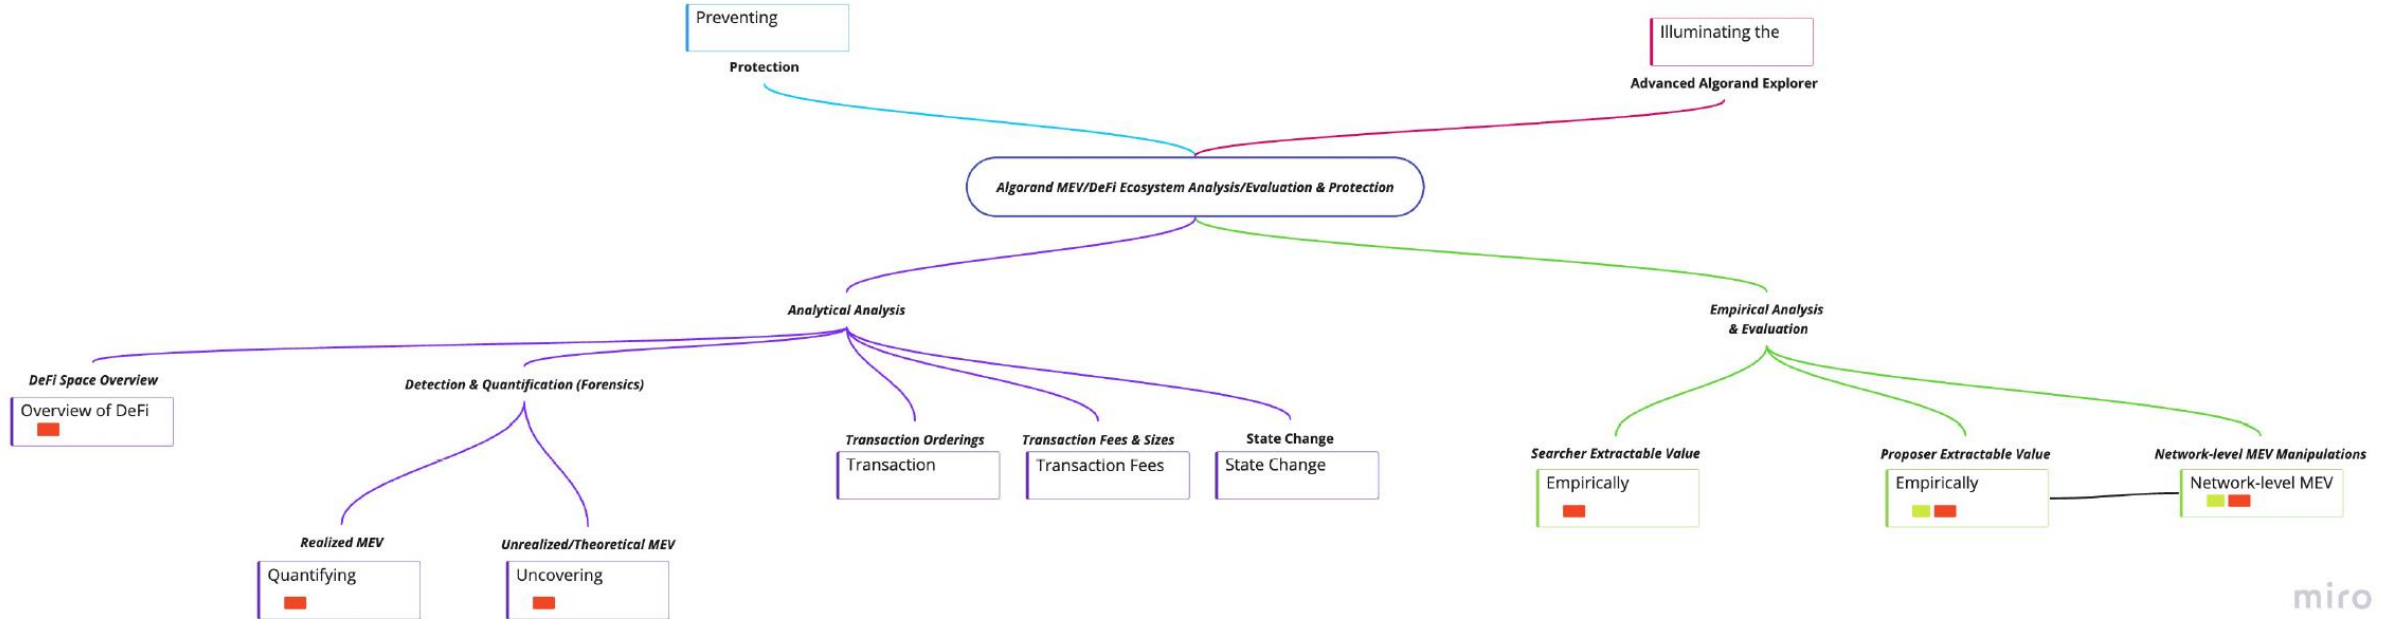 Preventing
Protection
Illuminating the
Advanced Algorand Explorer
Algorand MEV/DeFi Ecosystem Analysis/Evaluation & Protection
Analytical Analysis
Empirical Analysis
& Evaluation
DeFi Space Overview
Overview of DeFi
Detection & Quantification (Forensics)
Realized MEV
Quantifying
Unrealized/Theoretical MEV
Uncovering
Transaction Orderings
Transaction
Transaction Fees & Sizes
Transaction Fees
State Change
State Change
Searcher Extractable Value
Empirically
Proposer Extractable Value
Empirically
Network-level MEV Manipulations
Network-level MEV
miro